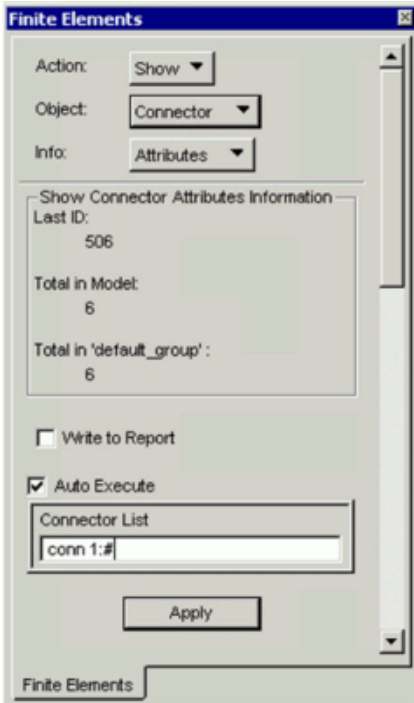 Finite Elements
Action: Show
Object: Connector
Info: Attributes
Show Connector Attributes Information
Last ID:
506
Total in Model:
6
Total in 'default_group' :
6
Write to Report
Auto Execute
Connector List
conn 1:#
Apply
Finite Elements